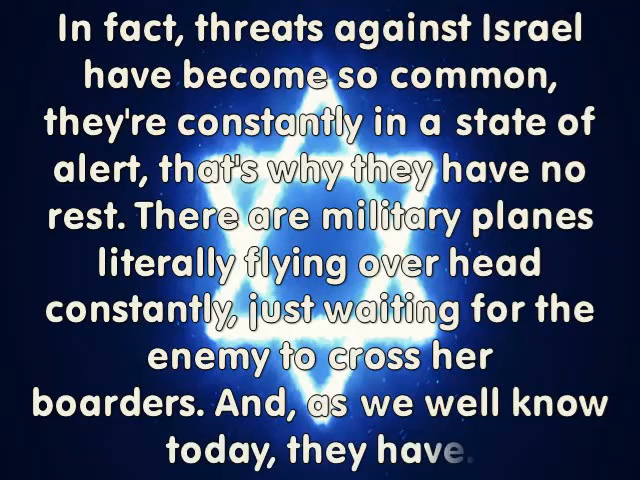 In fact, threats against Israel
have become so common,
they're constantly in a state of
alert, that's why they have no
rest. There are military planes
literally flying over head
constantly, just waiting for the
enemy to cross her
boarders. And, as we well know
today, they have.